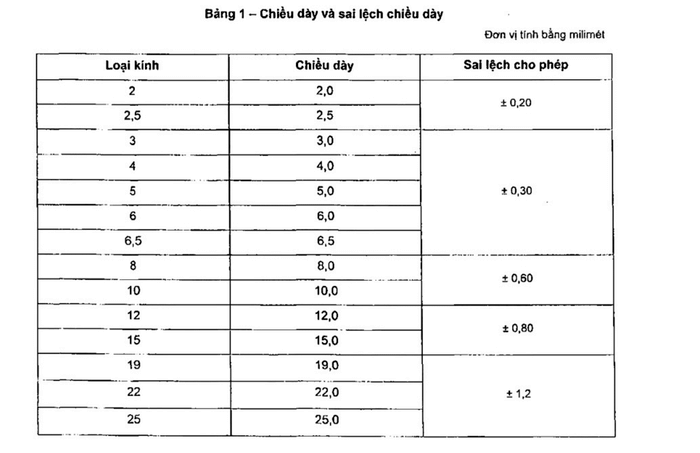 Bảng 1 – Chiều dày và sai lệch chiều dày
Đơn vị tính bằng milimét
Loại kính Chiều dày Sai lệch cho phép
2 2,0 ± 0,20
2,5 2,5
3 3,0 ± 0,30
4 4,0
5 5,0
6 6,0
6,5 6,5
8 8,0 ± 0,60
10 10,0
12 12,0 ± 0,80
15 15,0
19 19,0 ± 1,2
22 22,0
25 25,0